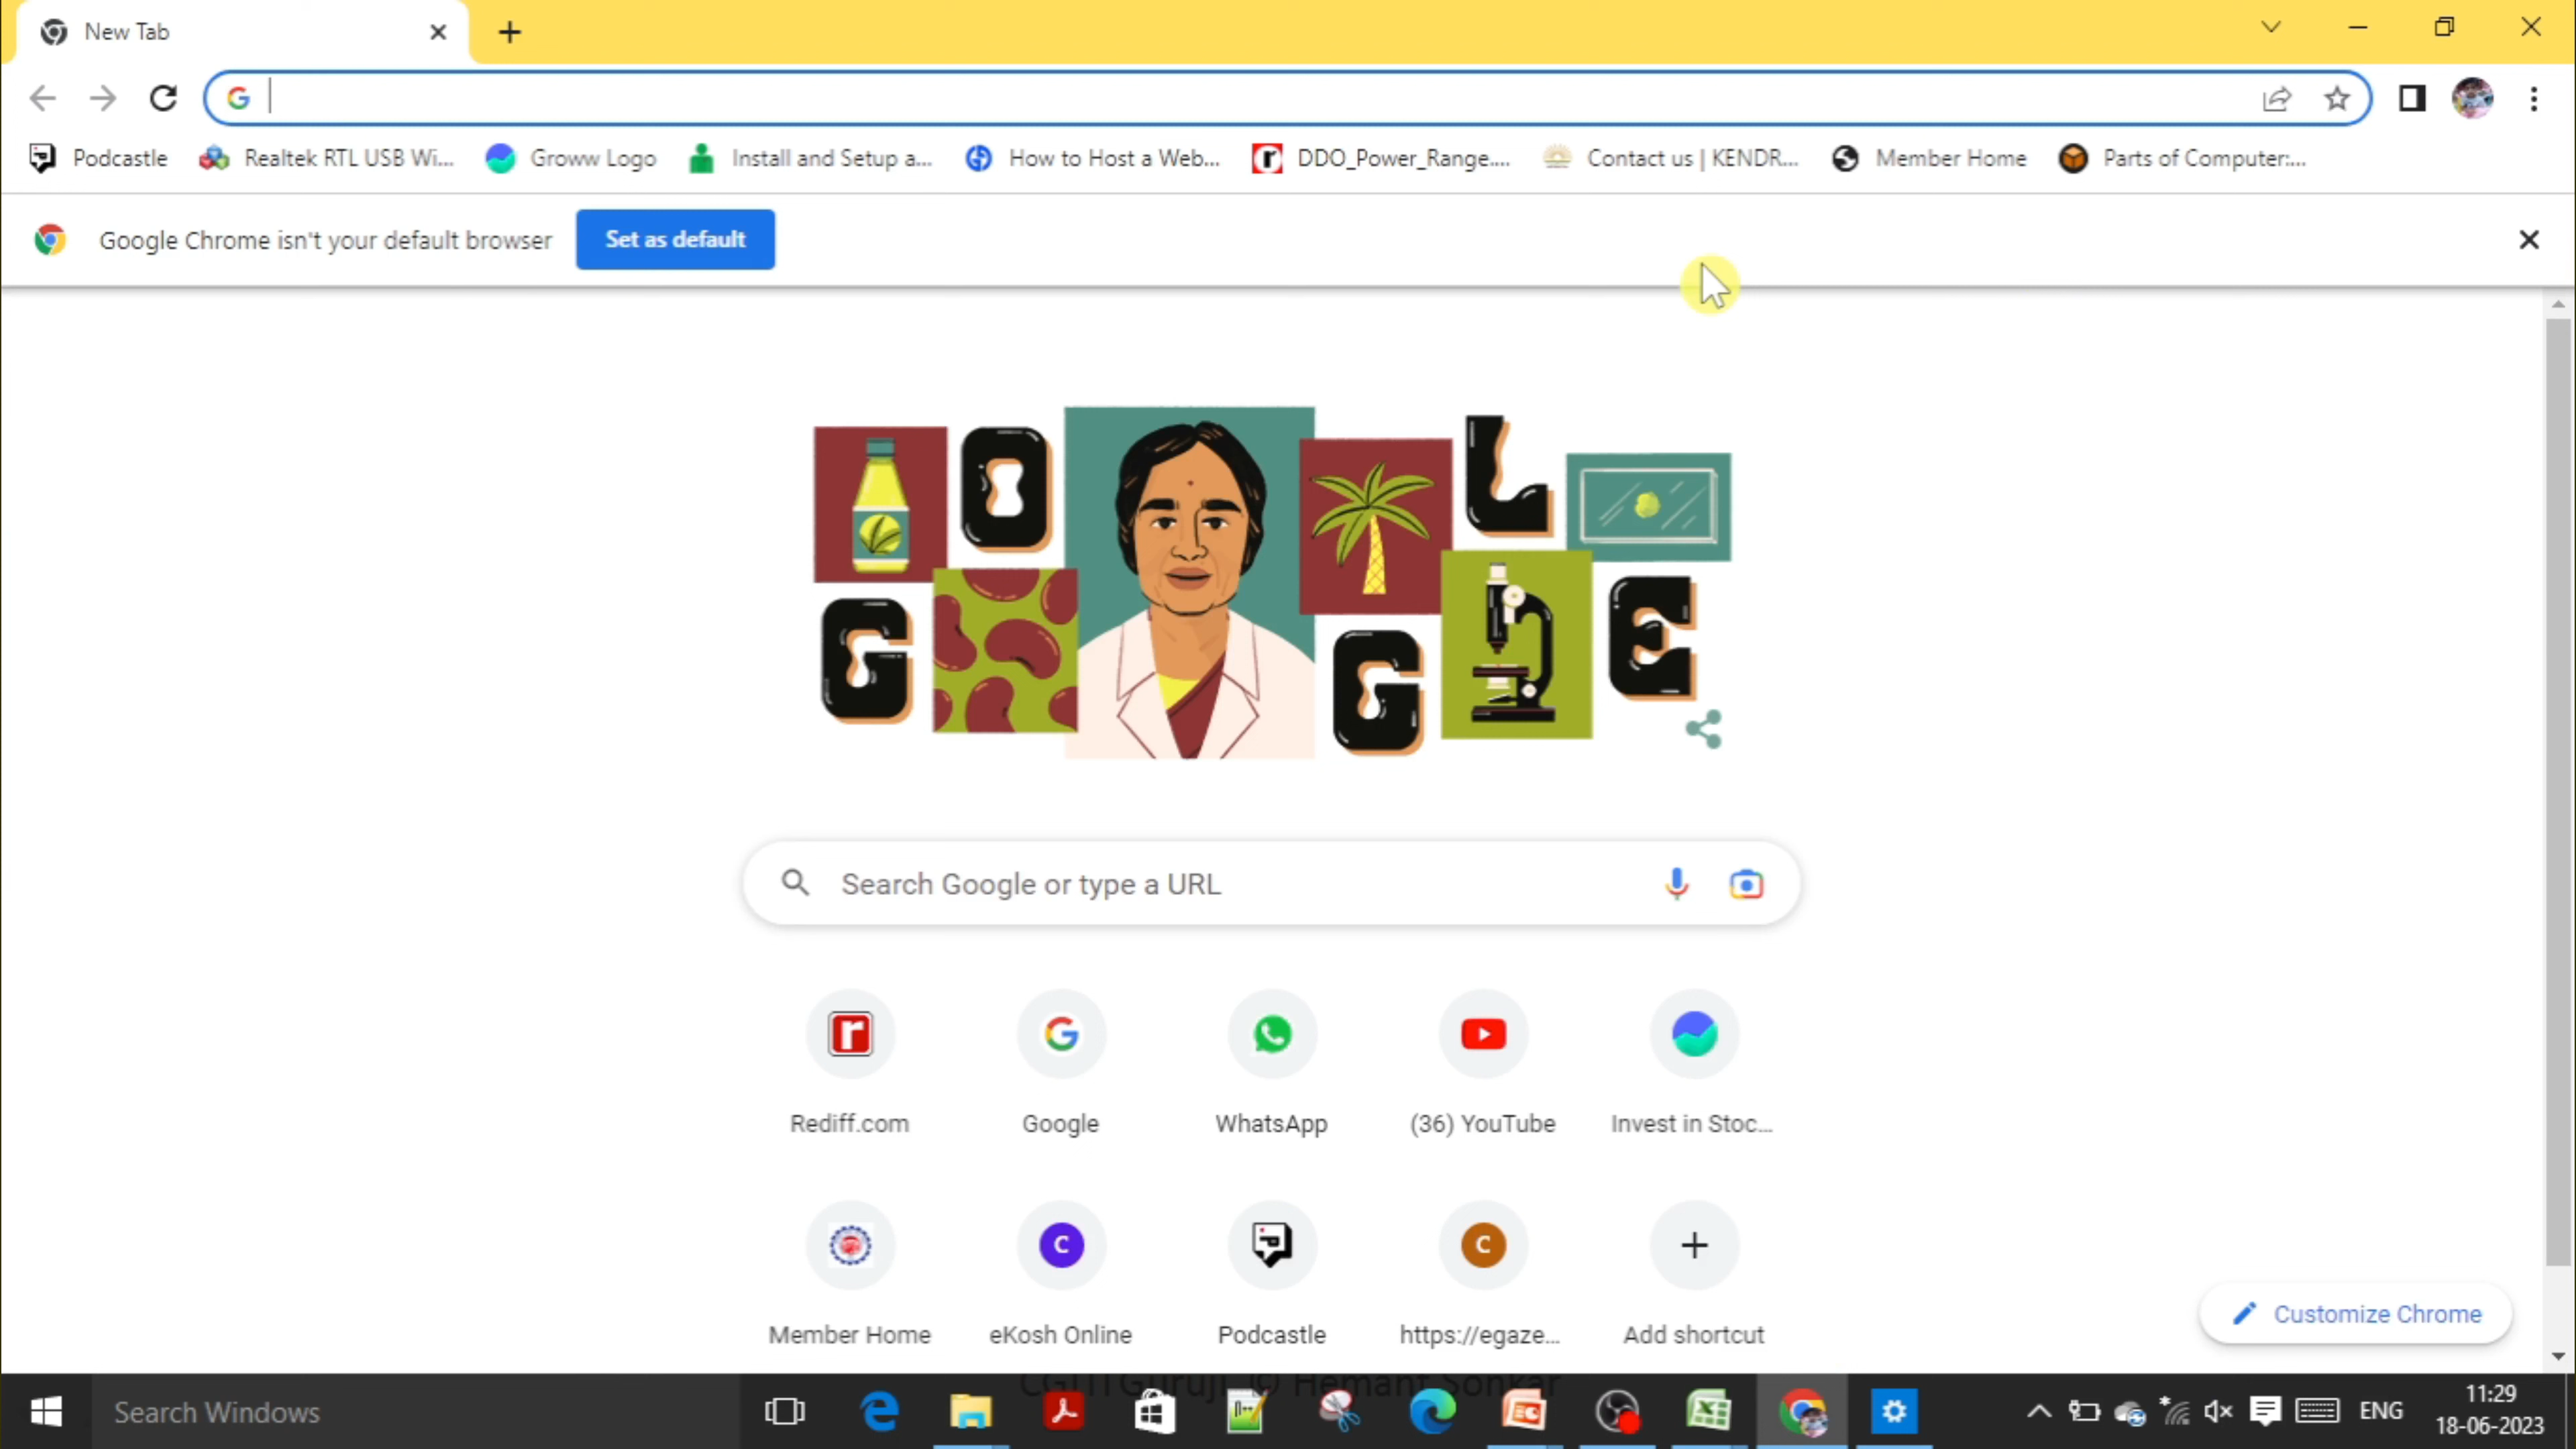 New Tab
Podcastle
Realtek RTL USB Wi...
Groww Logo
Install and Setup a...
How to Host a Web...
DDO_Power_Range....
Contact us | KENDR...
Member Home
Parts of Computer:...
Google Chrome isn't your default browser
Set as default
GOOGLE
Search Google or type a URL
Rediff.com
Google
WhatsApp
(36) YouTube
Invest in Stoc...
Member Home
eKosh Online
Podcastle
https://egaze...
Add shortcut
Customize Chrome
Hemant Sonkar
Search Windows
ENG
11:29
18-06-2023